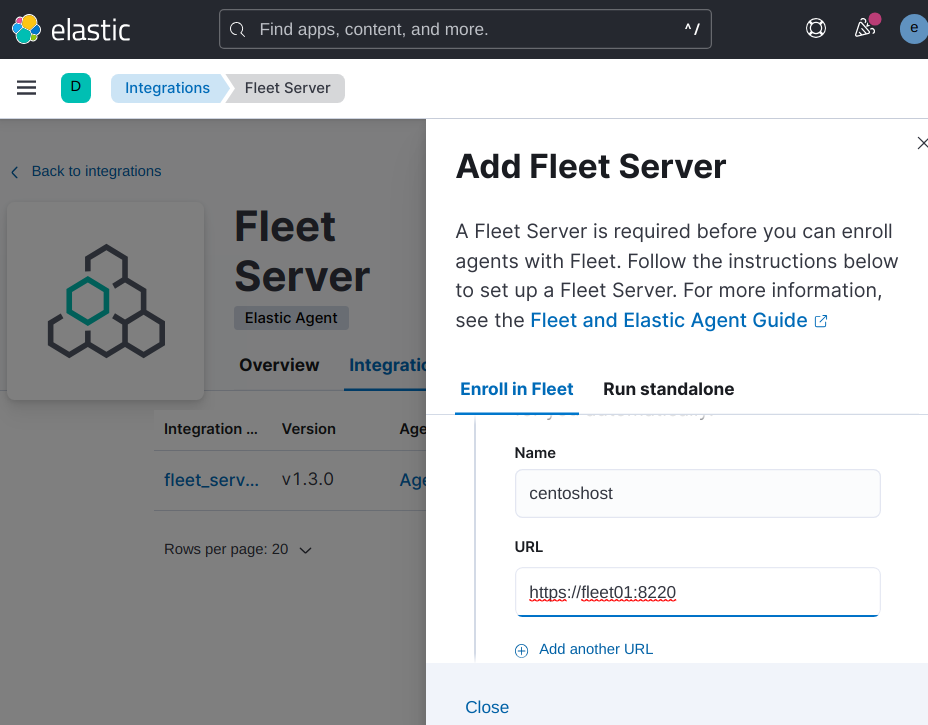 elastic
Find apps, content, and more.
^/
e
D
Integrations
Fleet Server
Back to integrations
Fleet
Server
Elastic Agent
Overview
Integratio
Integration ...
Version
Age
fleet_serv...
v1.3.0
Age
Rows per page: 20
Add Fleet Server
A Fleet Server is required before you can enroll
agents with Fleet. Follow the instructions below
to set up a Fleet Server. For more information,
see the Fleet and Elastic Agent Guide
Enroll in Fleet
Run standalone
automatically.
Name
centoshost
URL
https://fleet01:8220
Add another URL
Close